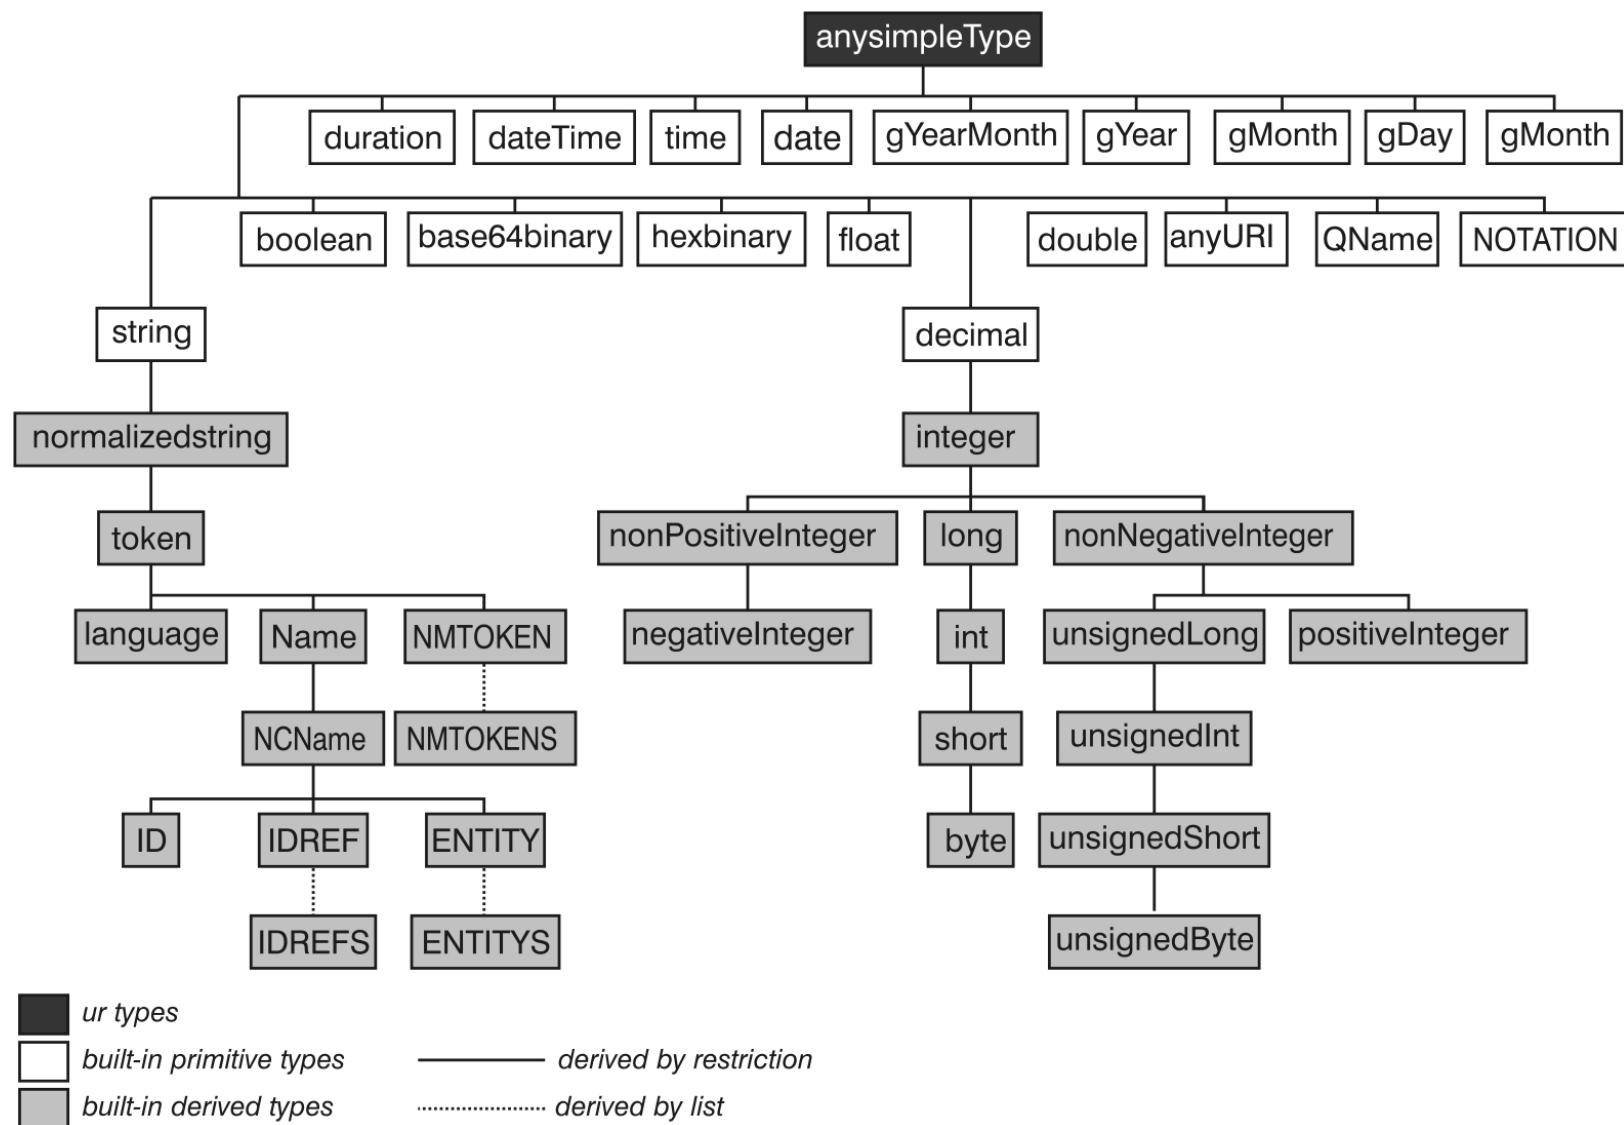 anysimpleType
duration dateTime time date gYearMonth gYear gMonth gDay gMonth
boolean base64binary hexbinary float double anyURI QName NOTATION
string decimal
normalizedstring integer
token nonPositiveInteger long nonNegativeInteger
language Name NMTOKEN negativeInteger int unsignedLong positiveInteger
NCName NMTOKENS short unsignedInt
ID IDREF ENTITY byte unsignedShort
IDREFS ENTITYS unsignedByte
ur types
built-in primitive types derived by restriction
built-in derived types derived by list